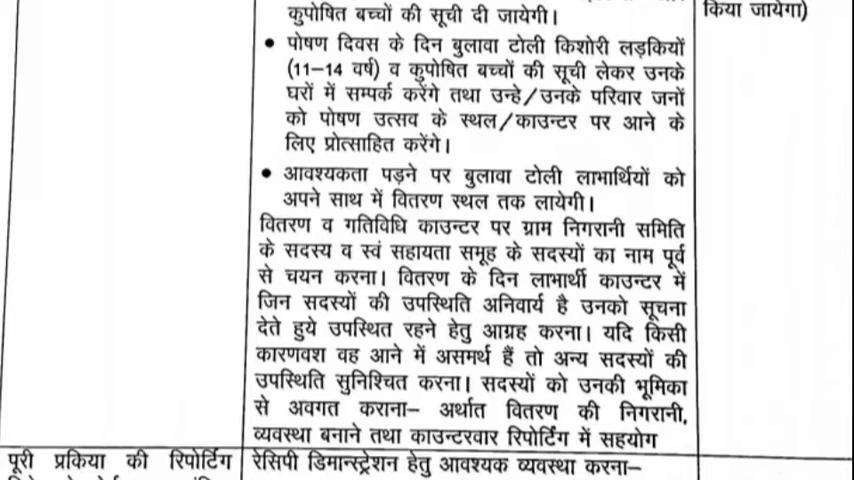 कुपोषित बच्चों की सूची दी जायेगी।
किया जायेगा)
• पोषण दिवस के दिन बुलावा टोली किशोरी लड़कियों
(11–14 वर्ष) व कुपोषित बच्चों की सूची लेकर उनके
घरों में सम्पर्क करेंगे तथा उन्हे/उनके परिवार जनों
को पोषण उत्सव के स्थल/काउन्टर पर आने के
लिए प्रोत्साहित करेंगे।
• आवश्यकता पड़ने पर बुलावा टोली लाभार्थियों को
अपने साथ में वितरण स्थल तक लायेगी।
वितरण व गतिविधि काउन्टर पर ग्राम निगरानी समिति
के सदस्य व स्वं सहायता समूह के सदस्यों का नाम पूर्व
से चयन करना। वितरण के दिन लाभार्थी काउन्टर में
जिन सदस्यों की उपस्थिति अनिवार्य है उनको सूचना
देते हुये उपस्थित रहने हेतु आग्रह करना। यदि किसी
कारणवश वह आने में असमर्थ हैं तो अन्य सदस्यों की
उपस्थिति सुनिश्चित करना। सदस्यों को उनकी भूमिका
से अवगत कराना– अर्थात वितरण की निगरानी,
व्यवस्था बनाने तथा काउन्टरवार रिपोर्टिंग में सहयोग
पूरी प्रकिया की रिपोर्टिग
रेसिपी डिमान्स्ट्रेशन हेतु आवश्यक व्यवस्था करना–